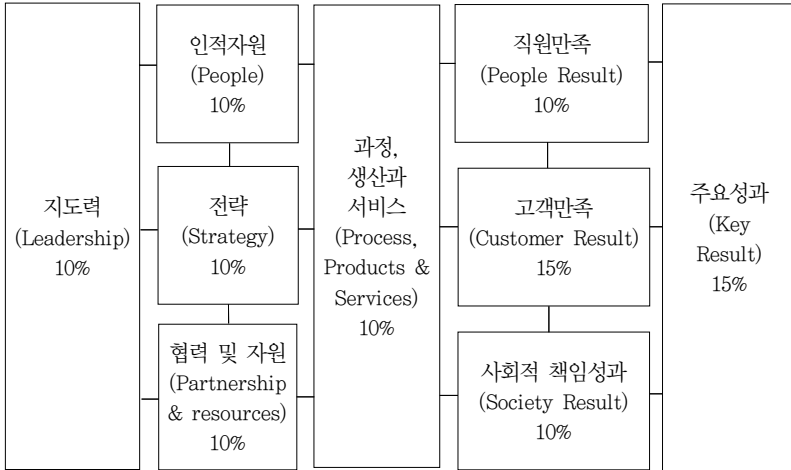 지도력
(Leadership)
10%
인적자원
(People)
10%
전략
(Strategy)
10%
협력 및 자원
(Partnership
& resources)
10%
과정,
생산과
서비스
(Process,
Products &
Services)
10%
직원만족
(People Result)
10%
고객만족
(Customer Result)
15%
사회적 책임성과
(Society Result)
10%
주요성과
(Key
Result)
15%